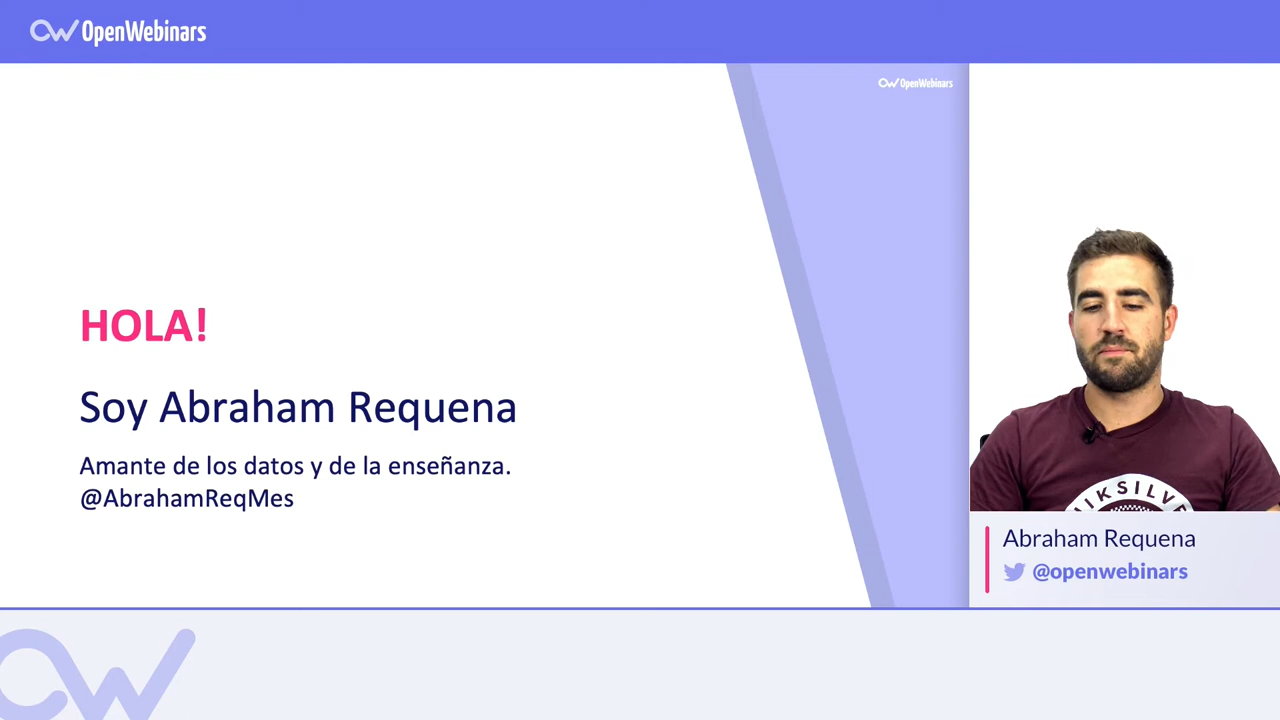 OpenWebinars
OpenWebinars
HOLA!
Soy Abraham Requena
Amante de los datos y de la enseñanza.
@AbrahamReqMes
Abraham Requena
@openwebinars